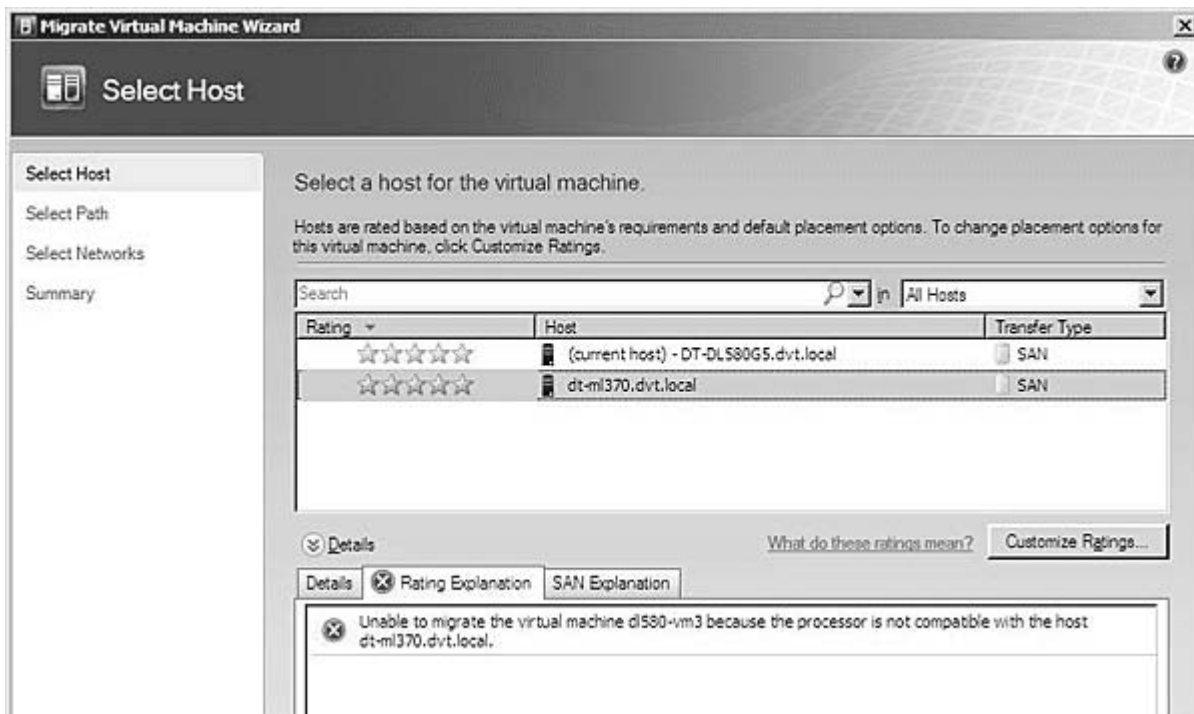 Migrate Virtual Machine Wizard
Select Host
Select Host
Select Path
Select Networks
Summary
Select a host for the virtual machine.
Hosts are rated based on the virtual machine's requirements and default placement options. To change placement options for
this virtual machine, click Customize Ratings.
Search in All Hosts
Rating Host Transfer Type
(current host) - DT-DL580G5.dvt.local SAN
dt-ml370.dvt.local SAN
Details What do these ratings mean? Customize Ratings...
Details Rating Explanation SAN Explanation
Unable to migrate the virtual machine dl580-vm3 because the processor is not compatible with the host
dt-ml370.dvt.local.